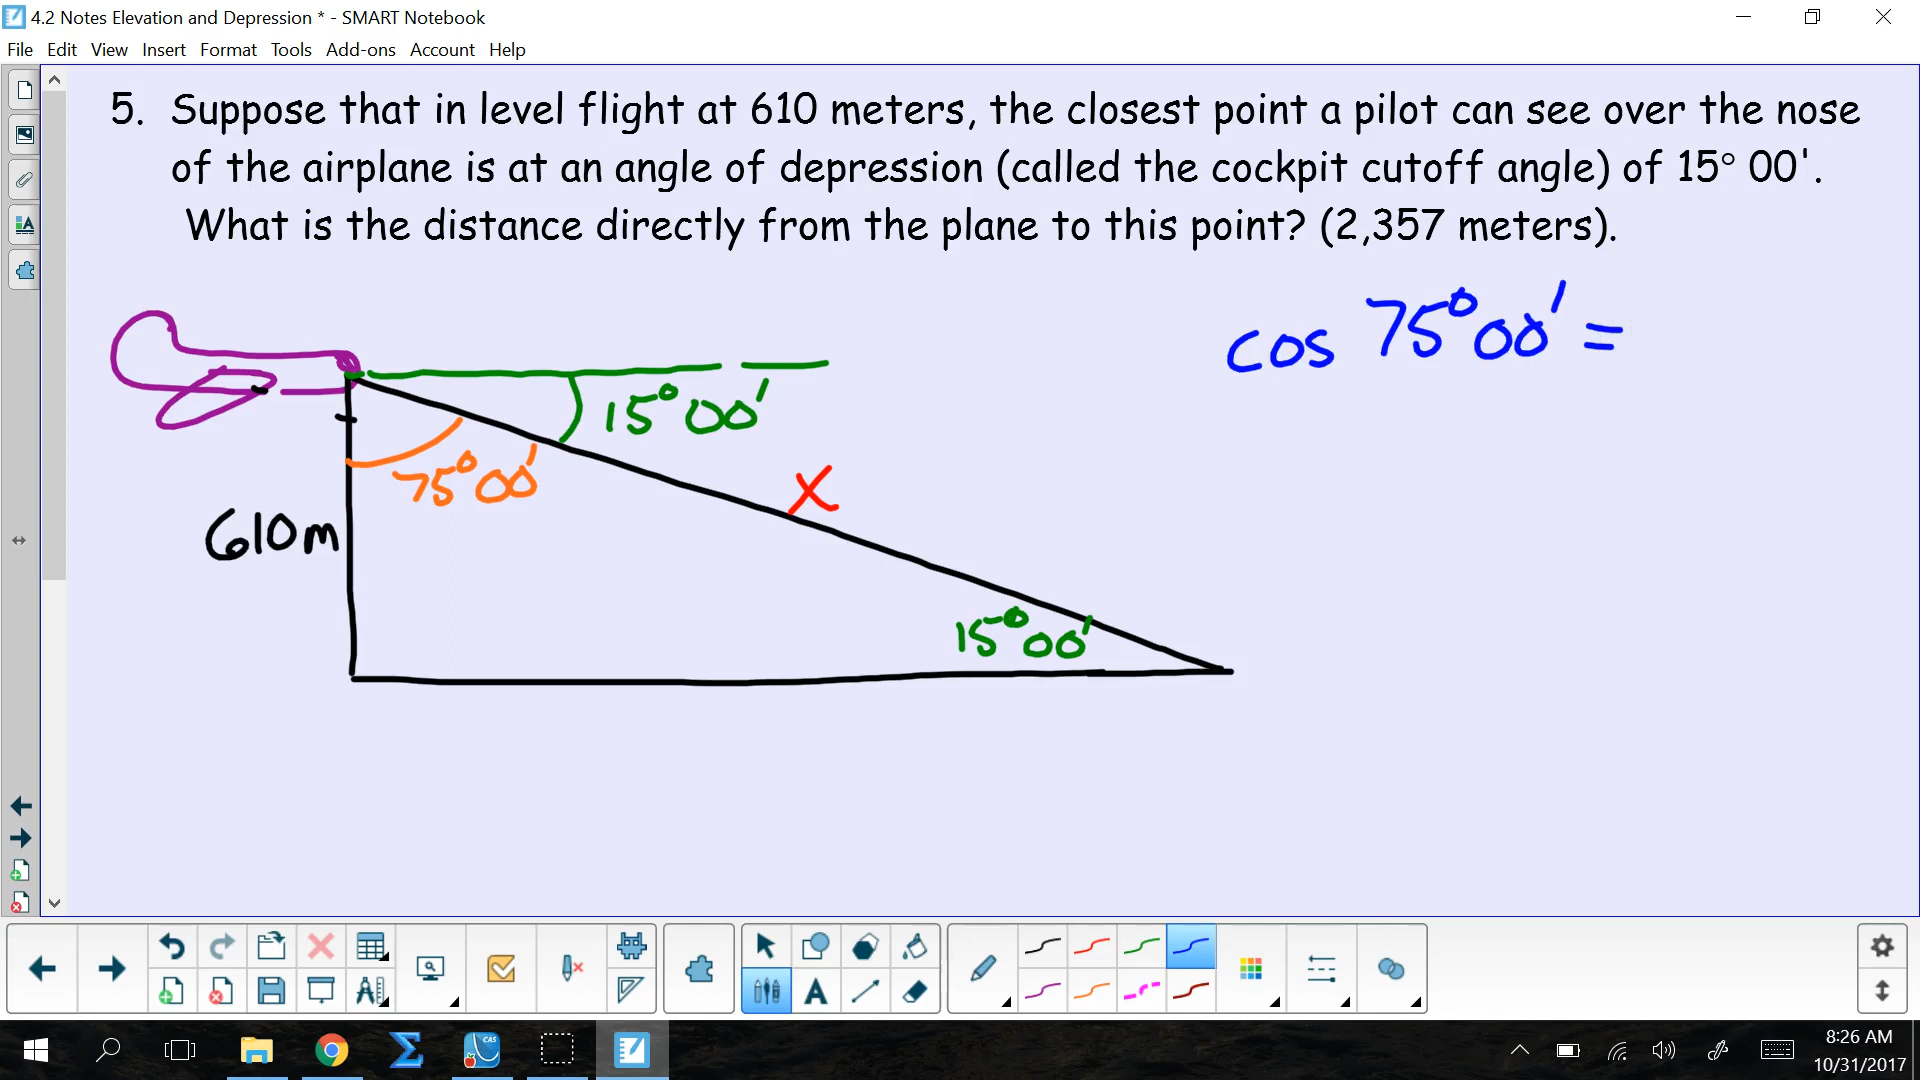 4.2 Notes Elevation and Depression * - SMART Notebook
File Edit View Insert Format Tools Add-ons Account Help
5. Suppose that in level flight at 610 meters, the closest point a pilot can see over the nose
of the airplane is at an angle of depression (called the cockpit cutoff angle) of 15° 00'.
What is the distance directly from the plane to this point? (2,357 meters).
cos 75°00' =
15°00'
75°00'
x
610m
15°00'
A
CAS
8:26 AM
10/31/2017